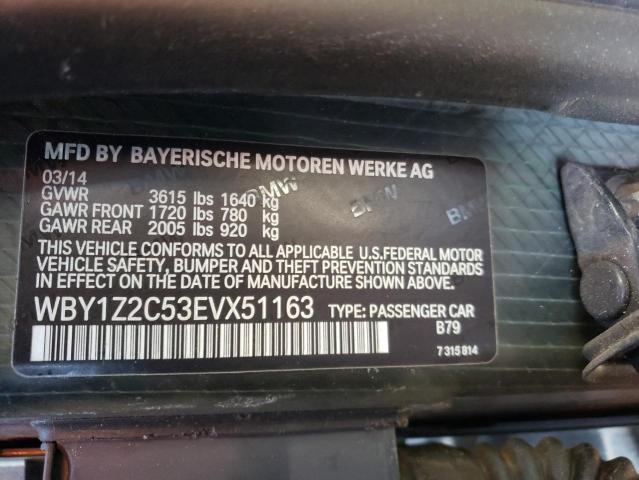 MFD BY BAYERISCHE MOTOREN WERKE AG
03/14
GVWR 3615 lbs 1640 kg
GAWR FRONT 1720 lbs 780 kg
GAWR REAR 2005 lbs 920 kg
THIS VEHICLE CONFORMS TO ALL APPLICABLE U.S.FEDERAL MOTOR
VEHICLE SAFETY, BUMPER AND THEFT PREVENTION STANDARDS
IN EFFECT ON THE DATE OF MANUFACTURE SHOWN ABOVE.
WBY1Z2C53EVX51163 TYPE: PASSENGER CAR
B79
7 315 814
BMW
BMW
BMW